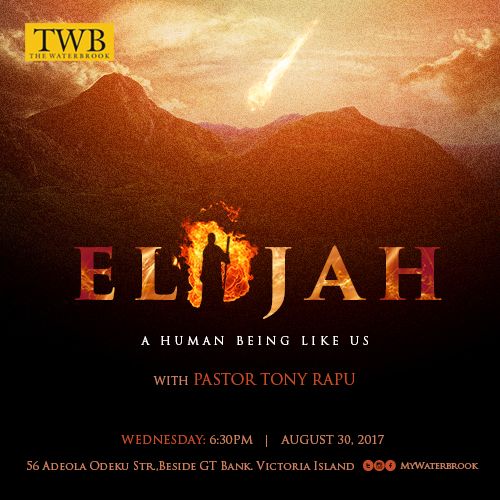 TWB
THE WATERBROOK
ELIJAH
A HUMAN BEING LIKE US
WITH PASTOR TONY RAPU
WEDNESDAY: 6:30PM | AUGUST 30, 2017
56 ADEOLA ODEKU STR.,BESIDE GT BANK. VICTORIA ISLAND MYWATERBROOK